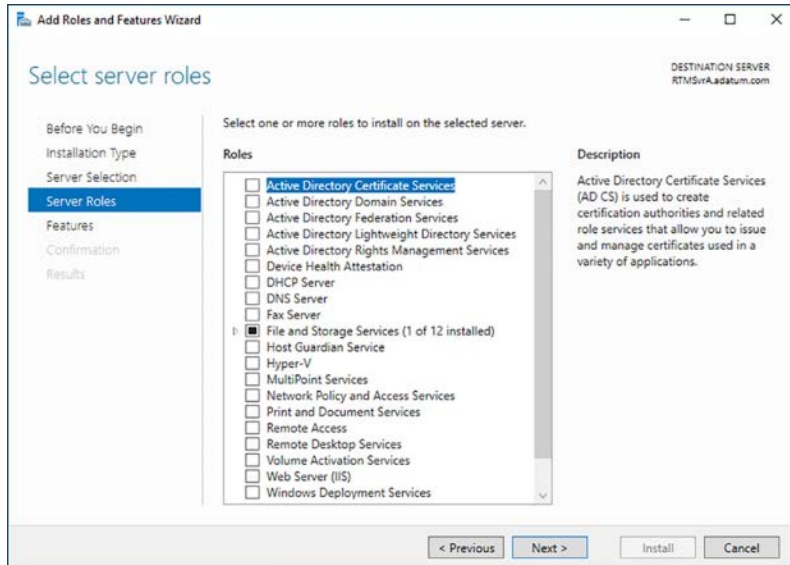 Add Roles and Features Wizard
Select server roles
DESTINATION SERVER
RTMSvrA.adatum.com
Before You Begin
Installation Type
Server Selection
Server Roles
Features
Confirmation
Results
Select one or more roles to install on the selected server.
Roles
Active Directory Certificate Services
Active Directory Domain Services
Active Directory Federation Services
Active Directory Lightweight Directory Services
Active Directory Rights Management Services
Device Health Attestation
DHCP Server
DNS Server
Fax Server
File and Storage Services (1 of 12 installed)
Host Guardian Service
Hyper-V
MultiPoint Services
Network Policy and Access Services
Print and Document Services
Remote Access
Remote Desktop Services
Volume Activation Services
Web Server (IIS)
Windows Deployment Services
Description
Active Directory Certificate Services
(AD CS) is used to create
certification authorities and related
role services that allow you to issue
and manage certificates used in a
variety of applications.
< Previous
Next >
Install
Cancel